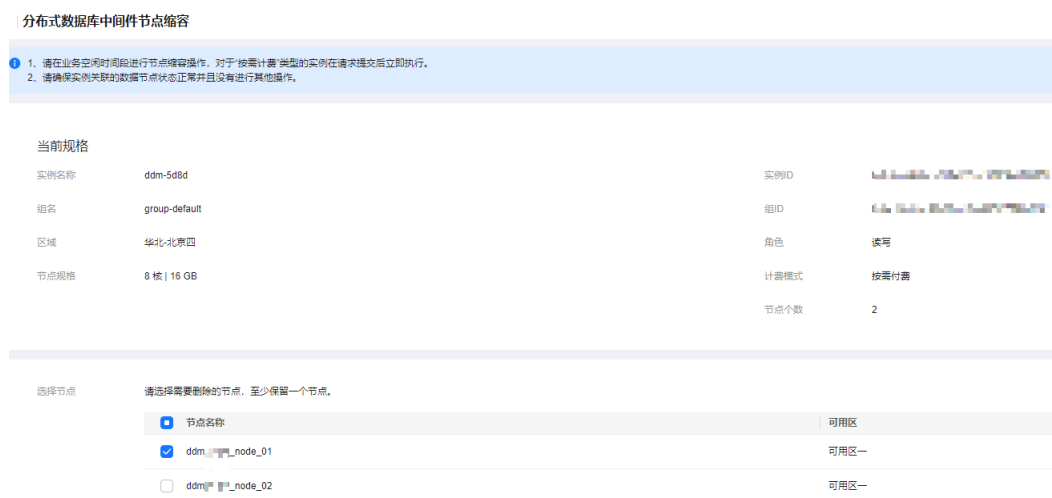 分布式数据库中间件节点缩容
1、请在业务空闲时间段进行节点缩容操作，对于“按需计费”类型的实例在请求提交后立即执行。
2、请确保实例关联的数据节点状态正常并且没有进行其他操作。
当前规格
实例名称 ddm-5d8d 实例ID
组名 group-default 组ID
区域 华北-北京四 角色 读写
节点规格 8 核 | 16 GB 计费模式 按需付费
节点个数 2
选择节点 请选择需要删除的节点，至少保留一个节点。
节点名称 可用区
ddm_ _node_01 可用区一
ddm _node_02 可用区一